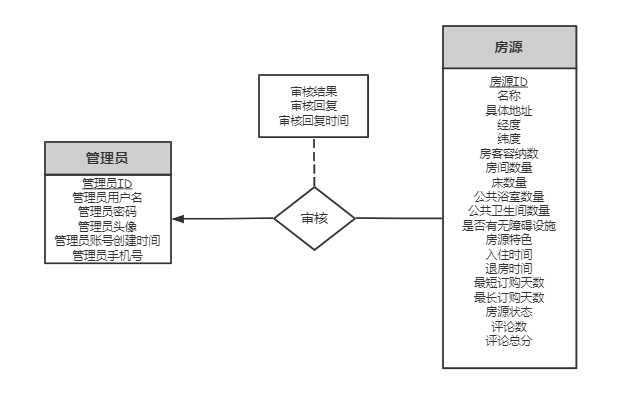 管理员
管理员ID
管理员用户名
管理员密码
管理员头像
管理员账号创建时间
管理员手机号
审核结果
审核回复
审核回复时间
审核
房源
房源ID
名称
具体地址
经度
纬度
房客容纳数
房间数量
床数量
公共浴室数量
公共卫生间数量
是否有无障碍设施
房源特色
入住时间
退房时间
最短订购天数
最长订购天数
房源状态
评论数
评论总分